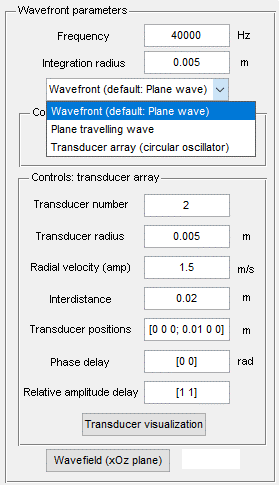 Wavefront parameters
Frequency 40000 Hz
Integration radius 0.005 m
Wavefront (default: Plane wave)
Co
Wavefront (default: Plane wave)
Plane travelling wave
Transducer array (circular oscillator)
Controls: transducer array
Transducer number 2
Transducer radius 0.005 m
Radial velocity (amp) 1.5 m/s
Interdistance 0.02 m
Transducer positions [0 0 0; 0.01 0 0] m
Phase delay [0 0] rad
Relative amplitude delay [1 1]
Transducer visualization
Wavefield (xOz plane)